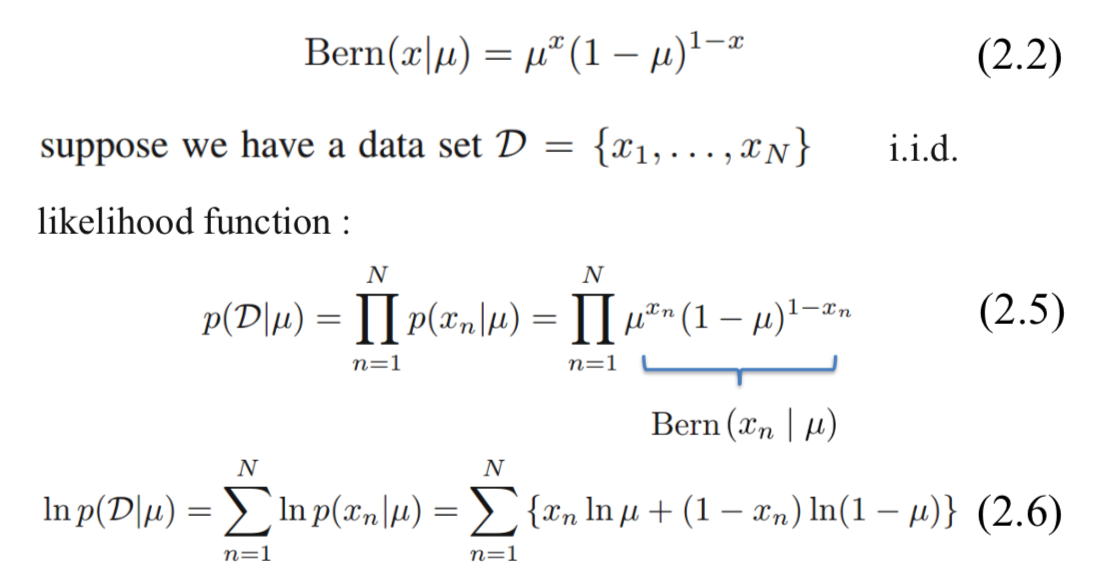 Bern(x|μ) = μ^x(1 − μ)^{1−x} (2.2)
suppose we have a data set 𝒟 = {x_1, . . . , x_N} i.i.d.
likelihood function :
p(𝒟|μ) = ∏_{n=1}^{N} p(x_n|μ) = ∏_{n=1}^{N} μ^{x_n}(1 − μ)^{1−x_n} (2.5)
Bern(x_n | μ)
ln p(𝒟|μ) = ∑_{n=1}^{N} ln p(x_n|μ) = ∑_{n=1}^{N} {x_n ln μ + (1 − x_n) ln(1 − μ)} (2.6)